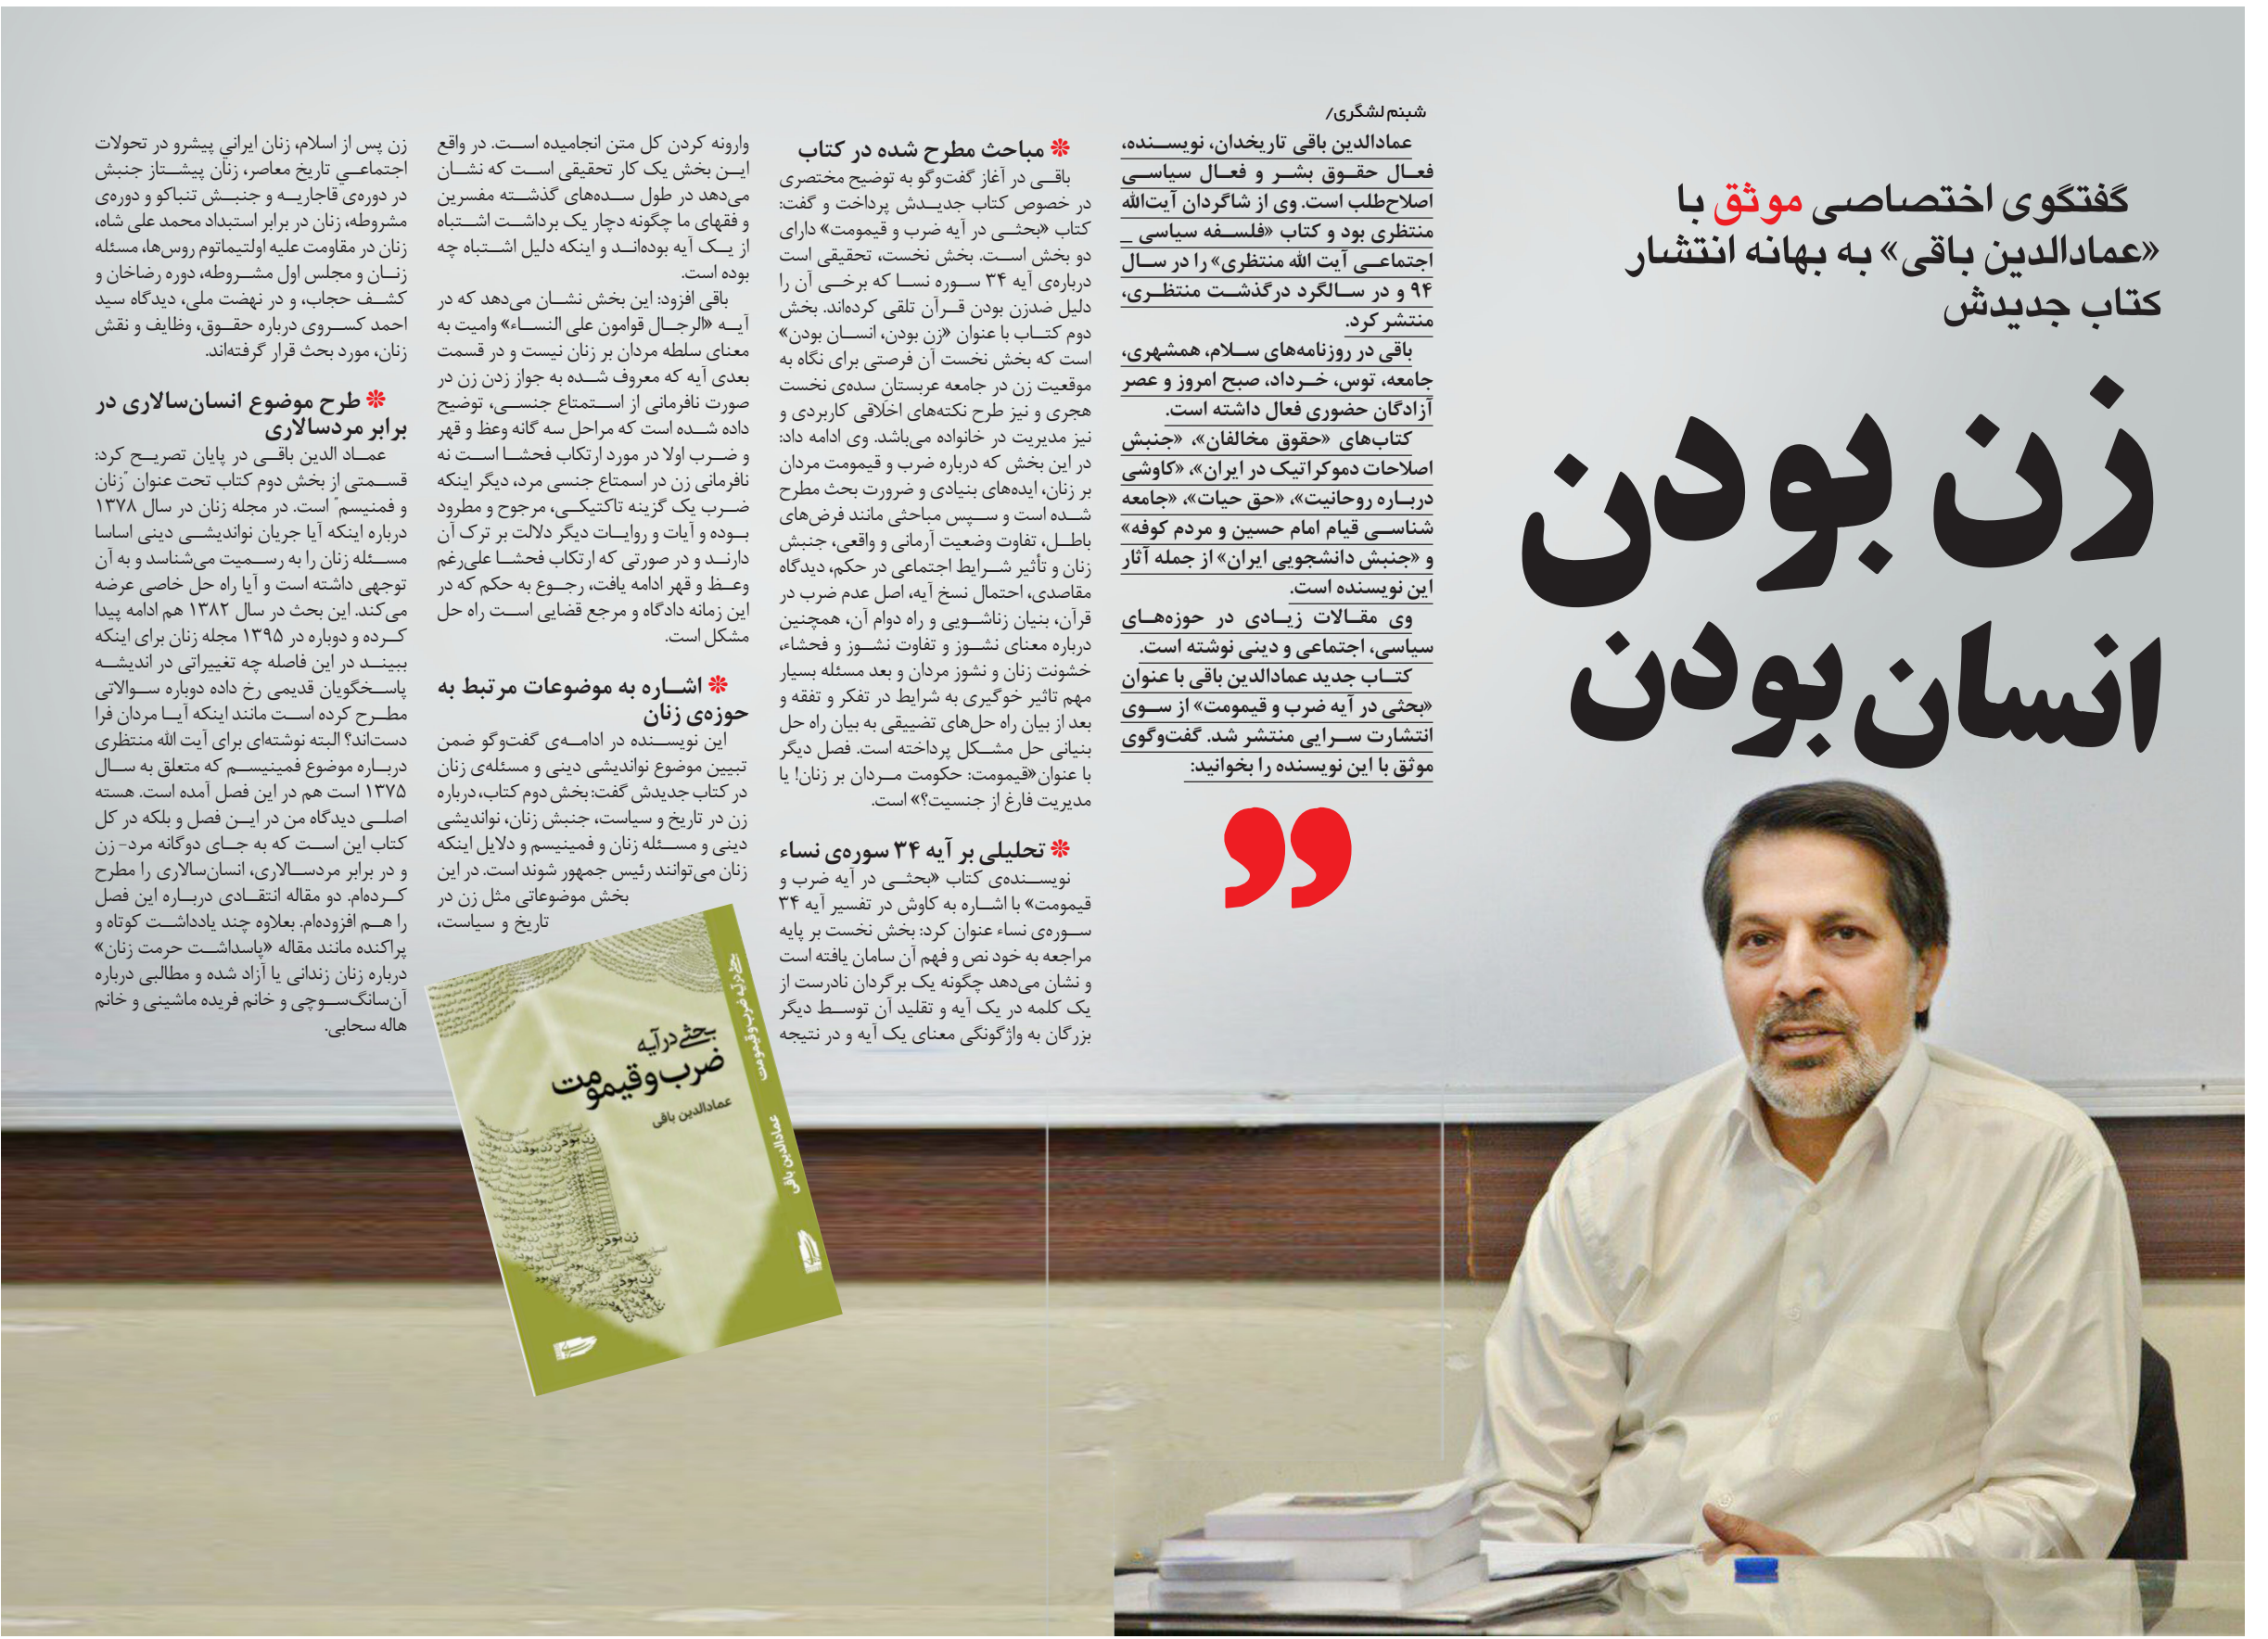 گفتگوی اختصاصی موثق با
«عمادالدین باقی» به بهانه انتشار
کتاب جدیدش
زن بودن
انسان بودن
شبنم لشگری/
عمادالدین باقی تاریخدان، نویسنده،
فعال حقوق بشر و فعال سیاسی
اصلاح‌طلب است. وی از شاگردان آیت‌الله
منتظری بود و کتاب «فلسفه سیاسی _
اجتماعی آیت الله منتظری» را در سال
۹۴ و در سالگرد درگذشت منتظری،
منتشر کرد.
باقی در روزنامه‌های سلام، همشهری،
جامعه، توس، خرداد، صبح امروز و عصر
آزادگان حضوری فعال داشته است.
کتاب‌های «حقوق مخالفان»، «جنبش
اصلاحات دموکراتیک در ایران»، «کاوشی
درباره روحانیت»، «حق حیات»، «جامعه
شناسی قیام امام حسین و مردم کوفه»
و «جنبش دانشجویی ایران» از جمله آثار
این نویسنده است.
وی مقالات زیادی در حوزه‌های
سیاسی، اجتماعی و دینی نوشته است.
کتاب جدید عمادالدین باقی با عنوان
«بحثی در آیه ضرب و قیمومت» از سوی
انتشارت سرایی منتشر شد. گفت‌وگوی
موثق با این نویسنده را بخوانید:
❋ مباحث مطرح شده در کتاب
باقی در آغاز گفت‌وگو به توضیح مختصری
در خصوص کتاب جدیدش پرداخت و گفت:
کتاب «بحثی در آیه ضرب و قیمومت» دارای
دو بخش است. بخش نخست، تحقیقی است
درباره‌ی آیه ۳۴ سوره نسا که برخی آن را
دلیل ضدزن بودن قرآن تلقی کرده‌اند. بخش
دوم کتاب با عنوان «زن بودن، انسان بودن»
است که بخش نخست آن فرصتی برای نگاه به
موقعیت زن در جامعه عربستان سده‌ی نخست
هجری و نیز طرح نکته‌های اخلاقی کاربردی و
نیز مدیریت در خانواده می‌باشد. وی ادامه داد:
در این بخش که درباره ضرب و قیمومت مردان
بر زنان، ایده‌های بنیادی و ضرورت بحث مطرح
شده است و سپس مباحثی مانند فرض‌های
باطل، تفاوت وضعیت آرمانی و واقعی، جنبش
زنان و تأثیر شرایط اجتماعی در حکم، دیدگاه
مقاصدی، احتمال نسخ آیه، اصل عدم ضرب در
قرآن، بنیان زناشویی و راه دوام آن، همچنین
درباره معنای نشوز و تفاوت نشوز و فحشاء،
خشونت زنان و نشوز مردان و بعد مسئله بسیار
مهم تاثیر خوگیری به شرایط در تفکر و تفقه و
بعد از بیان راه حل‌های تضییقی به بیان راه حل
بنیانی حل مشکل پرداخته است. فصل دیگر
با عنوان«قیمومت: حکومت مردان بر زنان! یا
مدیریت فارغ از جنسیت؟» است.
❋ تحلیلی بر آیه ۳۴ سوره‌ی نساء
نویسنده‌ی کتاب «بحثی در آیه ضرب و
قیمومت» با اشاره به کاوش در تفسیر آیه ۳۴
سوره‌ی نساء عنوان کرد: بخش نخست بر پایه
مراجعه به خود نص و فهم آن سامان یافته است
و نشان می‌دهد چگونه یک برگردان نادرست از
یک کلمه در یک آیه و تقلید آن توسط دیگر
بزرگان به واژگونگی معنای یک آیه و در نتیجه
وارونه کردن کل متن انجامیده است. در واقع
این بخش یک کار تحقیقی است که نشان
می‌دهد در طول سده‌های گذشته مفسرین
و فقهای ما چگونه دچار یک برداشت اشتباه
از یک آیه بوده‌اند و اینکه دلیل اشتباه چه
بوده است.
باقی افزود: این بخش نشان می‌دهد که در
آیه «الرجال قوامون علی النساء» وامیت به
معنای سلطه مردان بر زنان نیست و در قسمت
بعدی آیه که معروف شده به جواز زدن زن در
صورت نافرمانی از استمتاع جنسی، توضیح
داده شده است که مراحل سه گانه وعظ و قهر
و ضرب اولا در مورد ارتکاب فحشا است نه
نافرمانی زن در اسمتاع جنسی مرد، دیگر اینکه
ضرب یک گزینه تاکتیکی، مرجوح و مطرود
بوده و آیات و روایات دیگر دلالت بر ترک آن
دارند و در صورتی که ارتکاب فحشا علی‌رغم
وعظ و قهر ادامه یافت، رجوع به حکم که در
این زمانه دادگاه و مرجع قضایی است راه حل
مشکل است.
❋ اشاره به موضوعات مرتبط به
حوزه‌ی زنان
این نویسنده در ادامه‌ی گفت‌وگو ضمن
تبیین موضوع نواندیشی دینی و مسئله‌ی زنان
در کتاب جدیدش گفت: بخش دوم کتاب، درباره
زن در تاریخ و سیاست، جنبش زنان، نواندیشی
دینی و مسئله زنان و فمینیسم و دلایل اینکه
زنان می‌توانند رئیس جمهور شوند است. در این
بخش موضوعاتی مثل زن در
تاریخ و سیاست،
زن پس از اسلام، زنان ایرانی پیشرو در تحولات
اجتماعی تاریخ معاصر، زنان پیشتاز جنبش
در دوره‌ی قاجاریه و جنبش تنباکو و دوره‌ی
مشروطه، زنان در برابر استبداد محمد علی شاه،
زنان در مقاومت علیه اولتیماتوم روس‌ها، مسئله
زنان و مجلس اول مشروطه، دوره رضاخان و
کشف حجاب، و در نهضت ملی، دیدگاه سید
احمد کسروی درباره حقوق، وظایف و نقش
زنان، مورد بحث قرار گرفته‌اند.
❋ طرح موضوع انسان‌سالاری در
برابر مردسالاری
عماد الدین باقی در پایان تصریح کرد:
قسمتی از بخش دوم کتاب تحت عنوان "زنان
و فمنیسم" است. در مجله زنان در سال ۱۳۷۸
درباره اینکه آیا جریان نواندیشی دینی اساسا
مسئله زنان را به رسمیت می‌شناسد و به آن
توجهی داشته است و آیا راه حل خاصی عرضه
می‌کند. این بحث در سال ۱۳۸۲ هم ادامه پیدا
کرده و دوباره در ۱۳۹۵ مجله زنان برای اینکه
ببیند در این فاصله چه تغییراتی در اندیشه
پاسخگویان قدیمی رخ داده دوباره سوالاتی
مطرح کرده است مانند اینکه آیا مردان فرا
دست‌اند؟ البته نوشته‌ای برای آیت الله منتظری
درباره موضوع فمینیسم که متعلق به سال
۱۳۷۵ است هم در این فصل آمده است. هسته
اصلی دیدگاه من در این فصل و بلکه در کل
کتاب این است که به جای دوگانه مرد- زن
و در برابر مردسالاری، انسان‌سالاری را مطرح
کرده‌ام. دو مقاله انتقادی درباره این فصل
را هم افزوده‌ام. بعلاوه چند یادداشت کوتاه و
پراکنده مانند مقاله «پاسداشت حرمت زنان»
درباره زنان زندانی یا آزاد شده و مطالبی درباره
آن‌سانگ‌سوچی و خانم فریده ماشینی و خانم
هاله سحابی.
بحثی در آیه
ضرب و قیمومت
عمادالدین باقی
بحثی در آیه ضرب و قیمومت
عمادالدین باقی